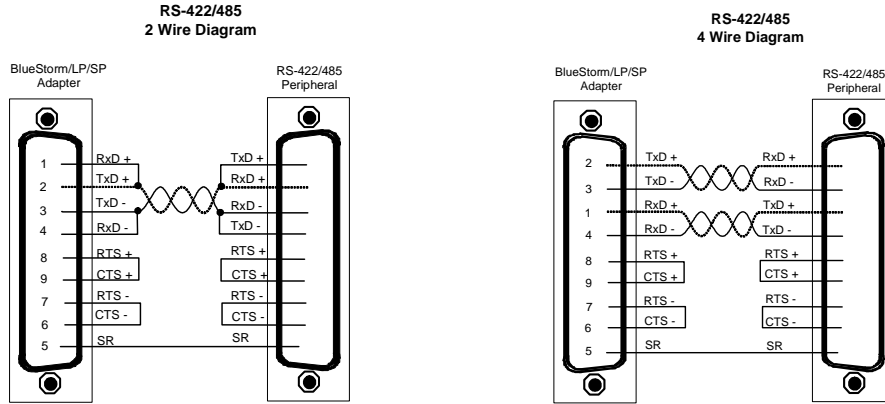 RS-422/485
2 Wire Diagram
BlueStorm/LP/SP
Adapter
RS-422/485
Peripheral
1 RxD + TxD +
2 TxD + RxD +
3 TxD - RxD -
4 RxD - TxD -
8 RTS + RTS +
9 CTS + CTS +
7 RTS - RTS -
6 CTS - CTS -
5 SR SR
RS-422/485
4 Wire Diagram
BlueStorm/LP/SP
Adapter
RS-422/485
Peripheral
2 TxD + RxD +
3 TxD - RxD -
1 RxD + TxD +
4 RxD - TxD -
8 RTS + RTS +
9 CTS + CTS +
7 RTS - RTS -
6 CTS - CTS -
5 SR SR